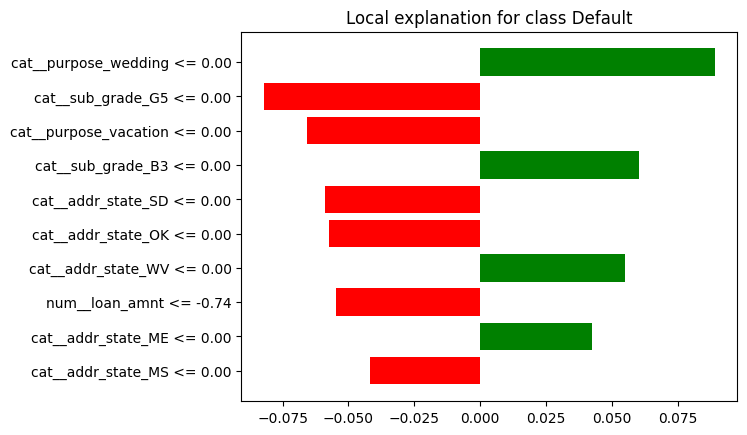 Local explanation for class Default
cat__purpose_wedding <= 0.00
cat__sub_grade_G5 <= 0.00
cat__purpose_vacation <= 0.00
cat__sub_grade_B3 <= 0.00
cat__addr_state_SD <= 0.00
cat__addr_state_OK <= 0.00
cat__addr_state_WV <= 0.00
num__loan_amnt <= -0.74
cat__addr_state_ME <= 0.00
cat__addr_state_MS <= 0.00
−0.075 −0.050 −0.025 0.000 0.025 0.050 0.075